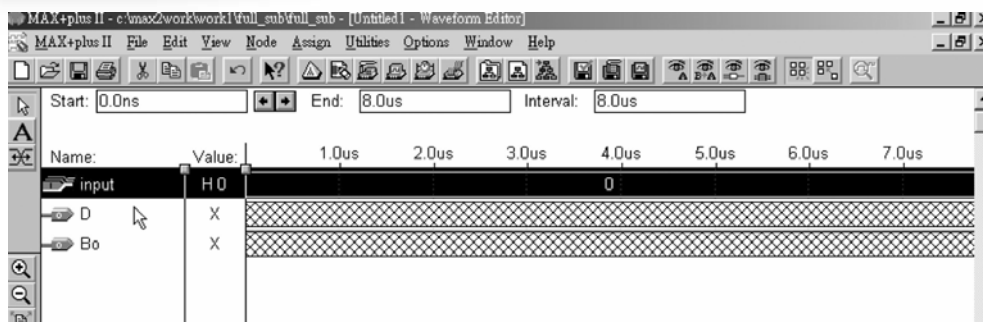 MAX+plus II - c:\max2work\work1\full_sub\full_sub - [Untitled1 - Waveform Editor]
MAX+plus II File Edit View Node Assign Utilities Options Window Help
Start: 0.0ns End: 8.0us Interval: 8.0us
Name: Value: 1.0us 2.0us 3.0us 4.0us 5.0us 6.0us 7.0us
input H 0 0
D X
Bo X